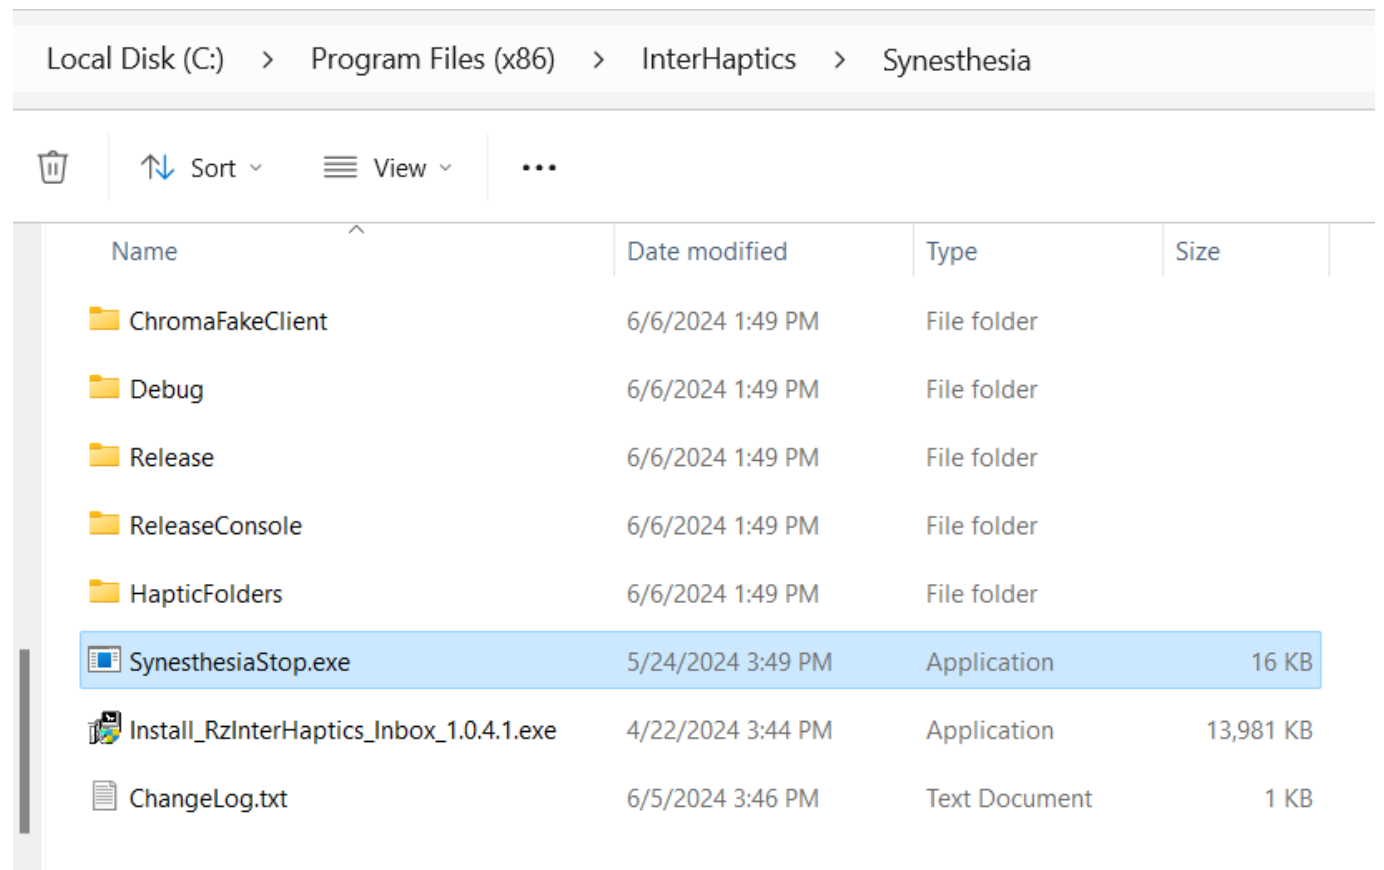 Local Disk (C:) > Program Files (x86) > InterHaptics > Synesthesia
Sort View
Name Date modified Type Size
ChromaFakeClient 6/6/2024 1:49 PM File folder
Debug 6/6/2024 1:49 PM File folder
Release 6/6/2024 1:49 PM File folder
ReleaseConsole 6/6/2024 1:49 PM File folder
HapticFolders 6/6/2024 1:49 PM File folder
SynesthesiaStop.exe 5/24/2024 3:49 PM Application 16 KB
Install_RzInterHaptics_Inbox_1.0.4.1.exe 4/22/2024 3:44 PM Application 13,981 KB
ChangeLog.txt 6/5/2024 3:46 PM Text Document 1 KB